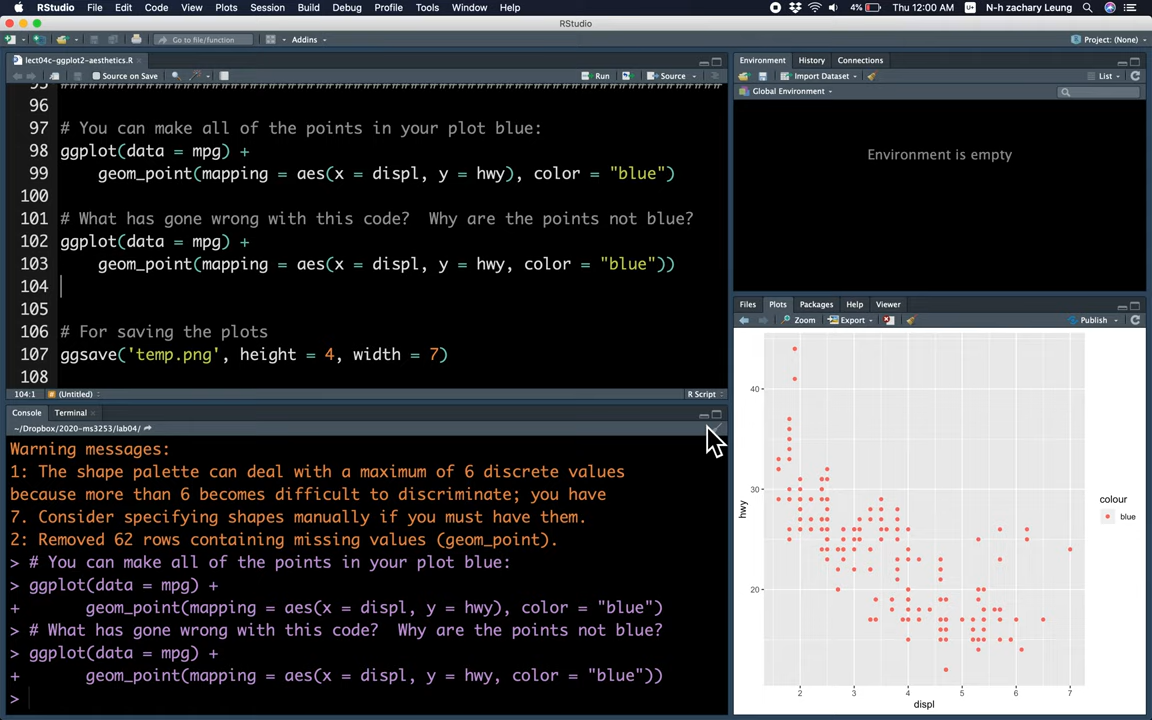 RStudio File Edit Code View Plots Session Build Debug Profile Tools Window Help 4% Thu 12:00 AM N-h zachary Leung
RStudio
Go to file/function Addins Project: (None)
lect04c-ggplot2-aesthetics.R
Source on Save Run Source
95 ################################################################
96
97 # You can make all of the points in your plot blue:
98 ggplot(data = mpg) +
99 geom_point(mapping = aes(x = displ, y = hwy), color = "blue")
100
101 # What has gone wrong with this code?  Why are the points not blue?
102 ggplot(data = mpg) +
103 geom_point(mapping = aes(x = displ, y = hwy, color = "blue"))
104
105
106 # For saving the plots
107 ggsave('temp.png', height = 4, width = 7)
108
104:1 (Untitled) R Script
Console Terminal
~/Dropbox/2020-ms3253/lab04/
Warning messages:
1: The shape palette can deal with a maximum of 6 discrete values
because more than 6 becomes difficult to discriminate; you have
7. Consider specifying shapes manually if you must have them.
2: Removed 62 rows containing missing values (geom_point).
> # You can make all of the points in your plot blue:
> ggplot(data = mpg) +
+ geom_point(mapping = aes(x = displ, y = hwy), color = "blue")
> # What has gone wrong with this code?  Why are the points not blue?
> ggplot(data = mpg) +
+ geom_point(mapping = aes(x = displ, y = hwy, color = "blue"))
>
Environment History Connections
Import Dataset List
Global Environment
Environment is empty
Files Plots Packages Help Viewer
Zoom Export Publish
40
30
20
hwy
2 3 4 5 6 7
displ
colour
blue